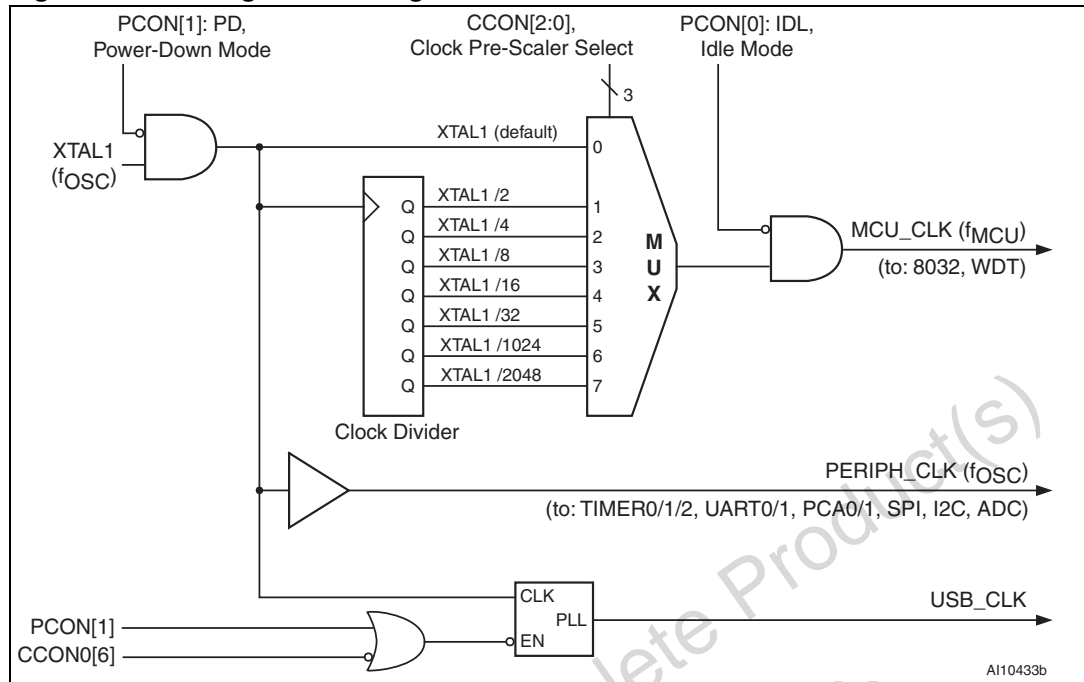 PCON[1]: PD,
Power-Down Mode
CCON[2:0],
Clock Pre-Scaler Select
PCON[0]: IDL,
Idle Mode
3
XTAL1
(fOSC)
XTAL1 (default)
0
Q
XTAL1 /2
1
Q
XTAL1 /4
2
Q
XTAL1 /8
3
Q
XTAL1 /16
4
Q
XTAL1 /32
5
Q
XTAL1 /1024
6
Q
XTAL1 /2048
7
M
U
X
Clock Divider
MCU_CLK (fMCU)
(to: 8032, WDT)
PERIPH_CLK (fOSC)
(to: TIMER0/1/2, UART0/1, PCA0/1, SPI, I2C, ADC)
CLK
PLL
EN
USB_CLK
PCON[1]
CCON0[6]
lete Product(s)
AI10433b